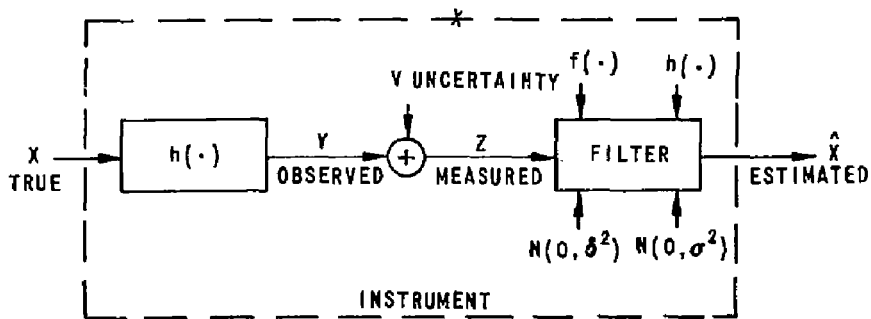 f(·) h(·)
V UNCERTAINTY
X
TRUE
h(·)
Y
OBSERVED
+
Z
MEASURED
FILTER
X̂
ESTIMATED
N(0, δ²) N(0, σ²)
INSTRUMENT